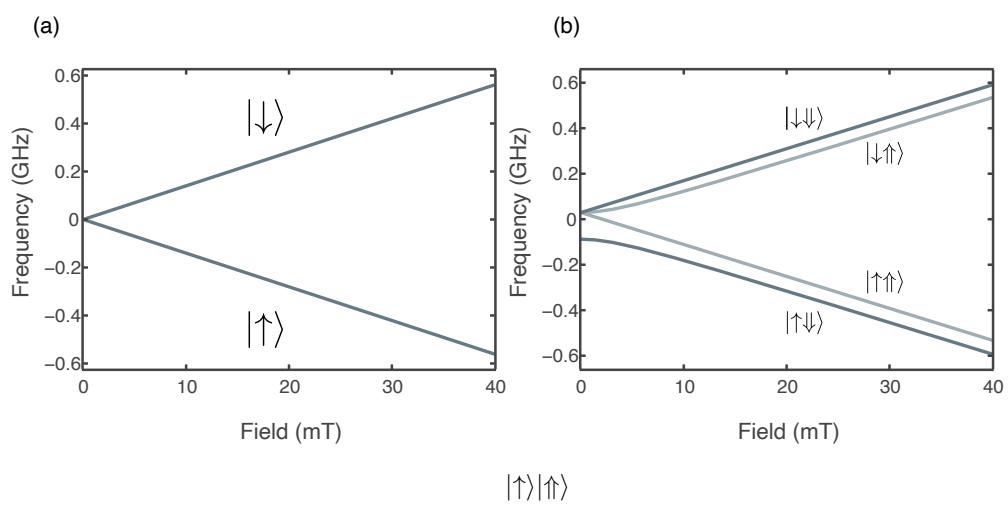 (a)
0.6
0.4
0.2
0
−0.2
−0.4
−0.6
Frequency (GHz)
|↓⟩
|↑⟩
0 10 20 30 40
Field (mT)
(b)
0.6
0.4
0.2
0
−0.2
−0.4
−0.6
Frequency (GHz)
|↓⇓⟩
|↓⇑⟩
|↑⇑⟩
|↑⇓⟩
0 10 20 30 40
Field (mT)
|↑⟩|⇑⟩